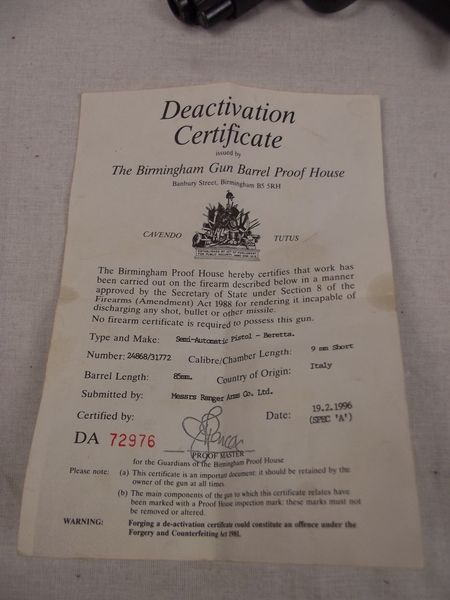 Deactivation
Certificate
issued by
The Birmingham Gun Barrel Proof House
Banbury Street, Birmingham B5 5RH
CAVENDO TUTUS
The Birmingham Proof House hereby certifies that work has
been carried out on the firearm described below in a manner
approved by the Secretary of State under Section 8 of the
Firearms (Amendment) Act 1988 for rendering it incapable of
discharging any shot, bullet or other missile.
No firearm certificate is required to possess this gun.
Type and Make: Semi-Automatic Pistol - Beretta.
Number: 24868/31772 Calibre/Chamber Length: 9 mm Short
Barrel Length: 85mm. Country of Origin: Italy
Submitted by: Messrs Ranger Arms Co. Ltd.
Certified by: Date: 19.2.1996
(SPEC 'A')
DA 72976
PROOF MASTER
for the Guardians of the Birmingham Proof House
Please note: (a) This certificate is an important document: it should be retained by the
owner of the gun at all times.
(b) The main components of the gun to which this certificate relates have
been marked with a Proof House inspection mark: these marks must not
be removed or altered.
WARNING: Forging a de-activation certifcate could constitute an offence under the
Forgery and Counterfeiting Act 1981.